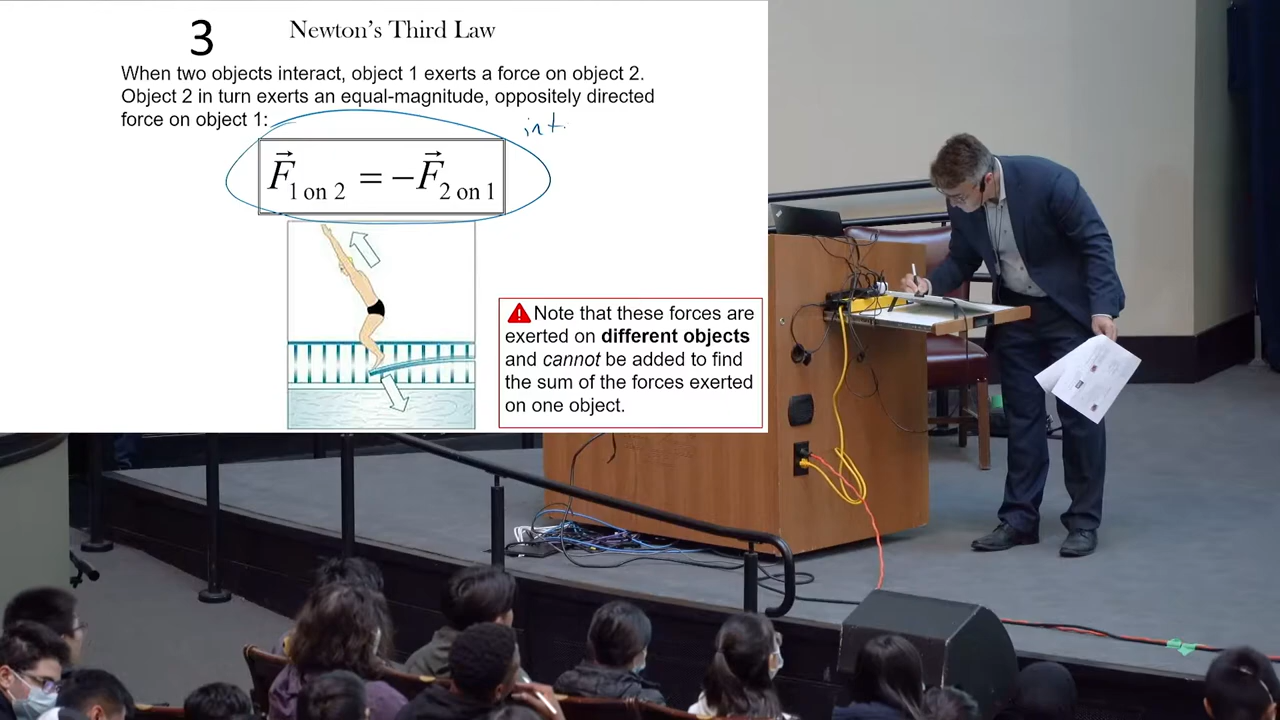 3
Newton's Third Law
When two objects interact, object 1 exerts a force on object 2.
Object 2 in turn exerts an equal-magnitude, oppositely directed
force on object 1:
int.
F⃗₁ ₒₙ ₂ = −F⃗₂ ₒₙ ₁
Note that these forces are
exerted on different objects
and cannot be added to find
the sum of the forces exerted
on one object.